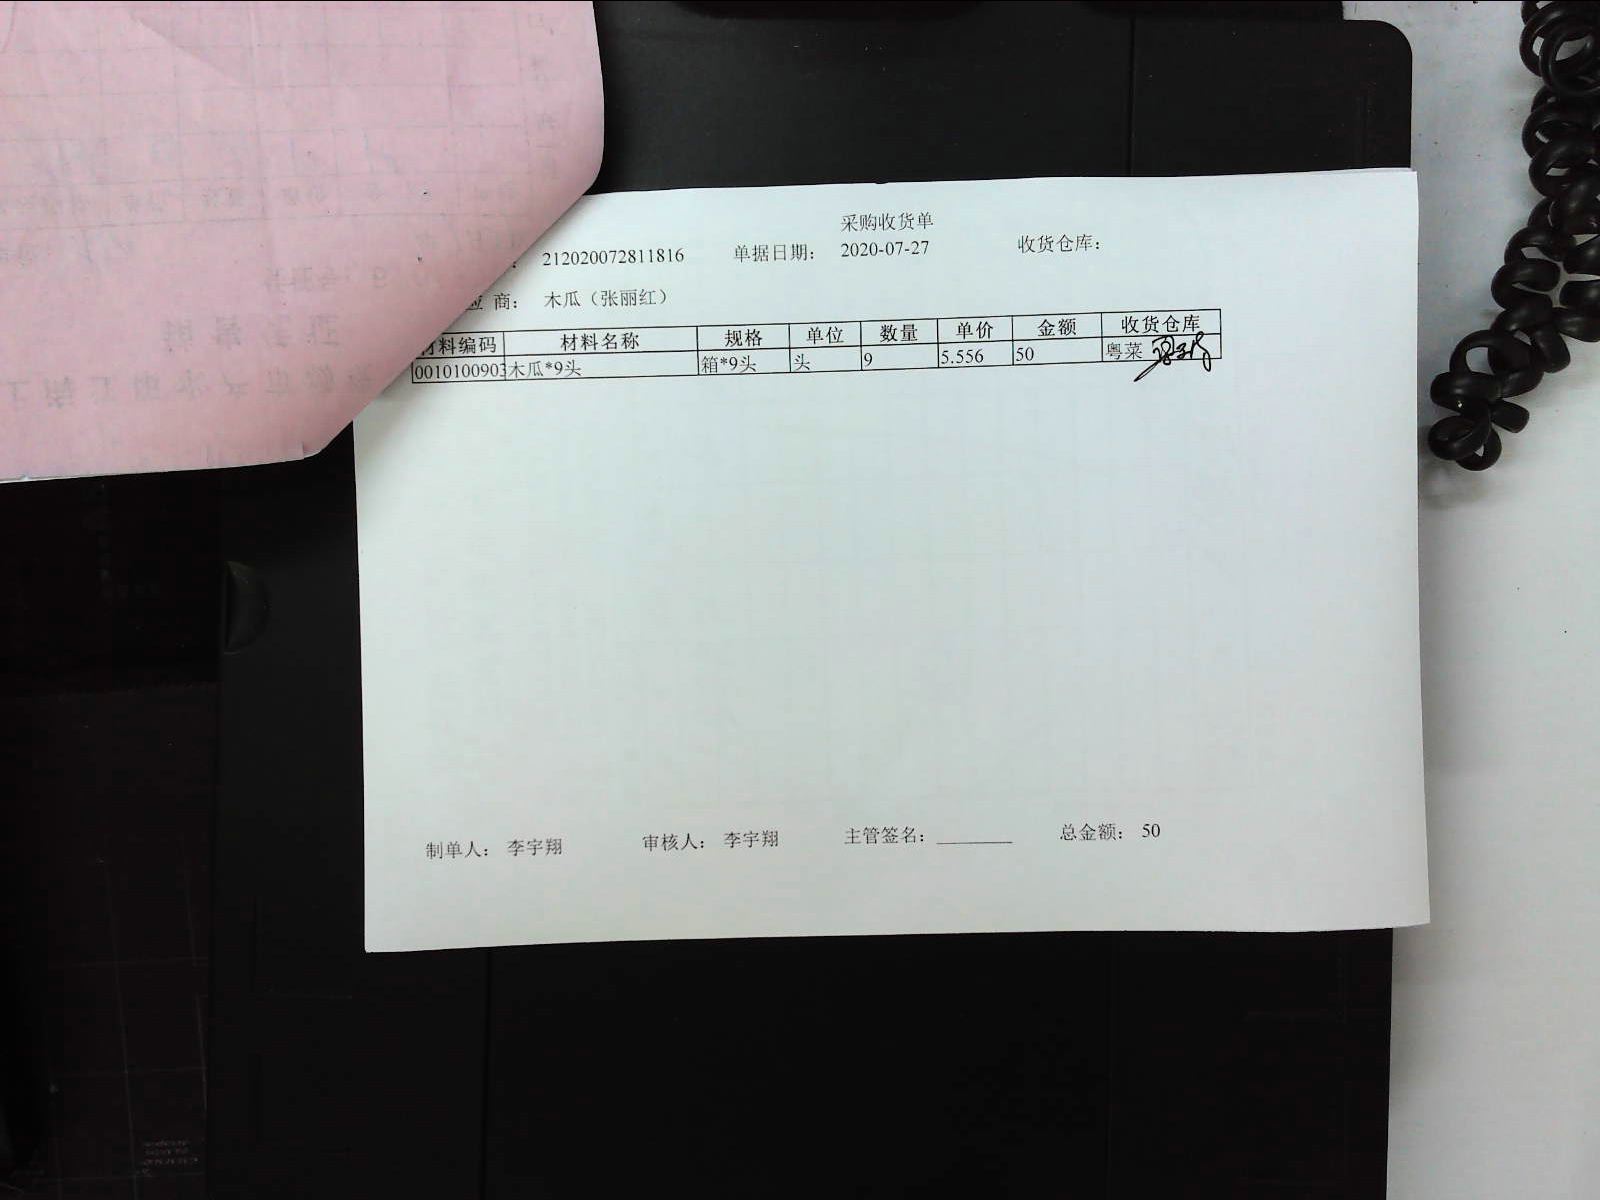 采购收货单
212020072811816 单据日期： 2020-07-27 收货仓库：
应 商： 木瓜（张丽红）
材料编码 材料名称 规格 单位 数量 单价 金额 收货仓库
0010100903 木瓜*9头 箱*9头 头 9 5.556 50 粤菜
制单人： 李宇翔 审核人： 李宇翔 主管签名： 总金额： 50